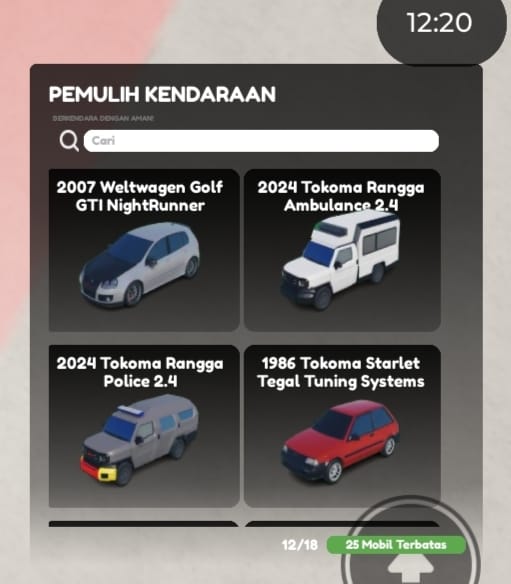 12:20
PEMULIH KENDARAAN
BERKENDARA DENGAN AMAN!
Cari
2007 Weltwagen Golf
GTI NightRunner
2024 Tokoma Rangga
Ambulance 2.4
2024 Tokoma Rangga
Police 2.4
1986 Tokoma Starlet
Tegal Tuning Systems
12/18
25 Mobil Terbatas